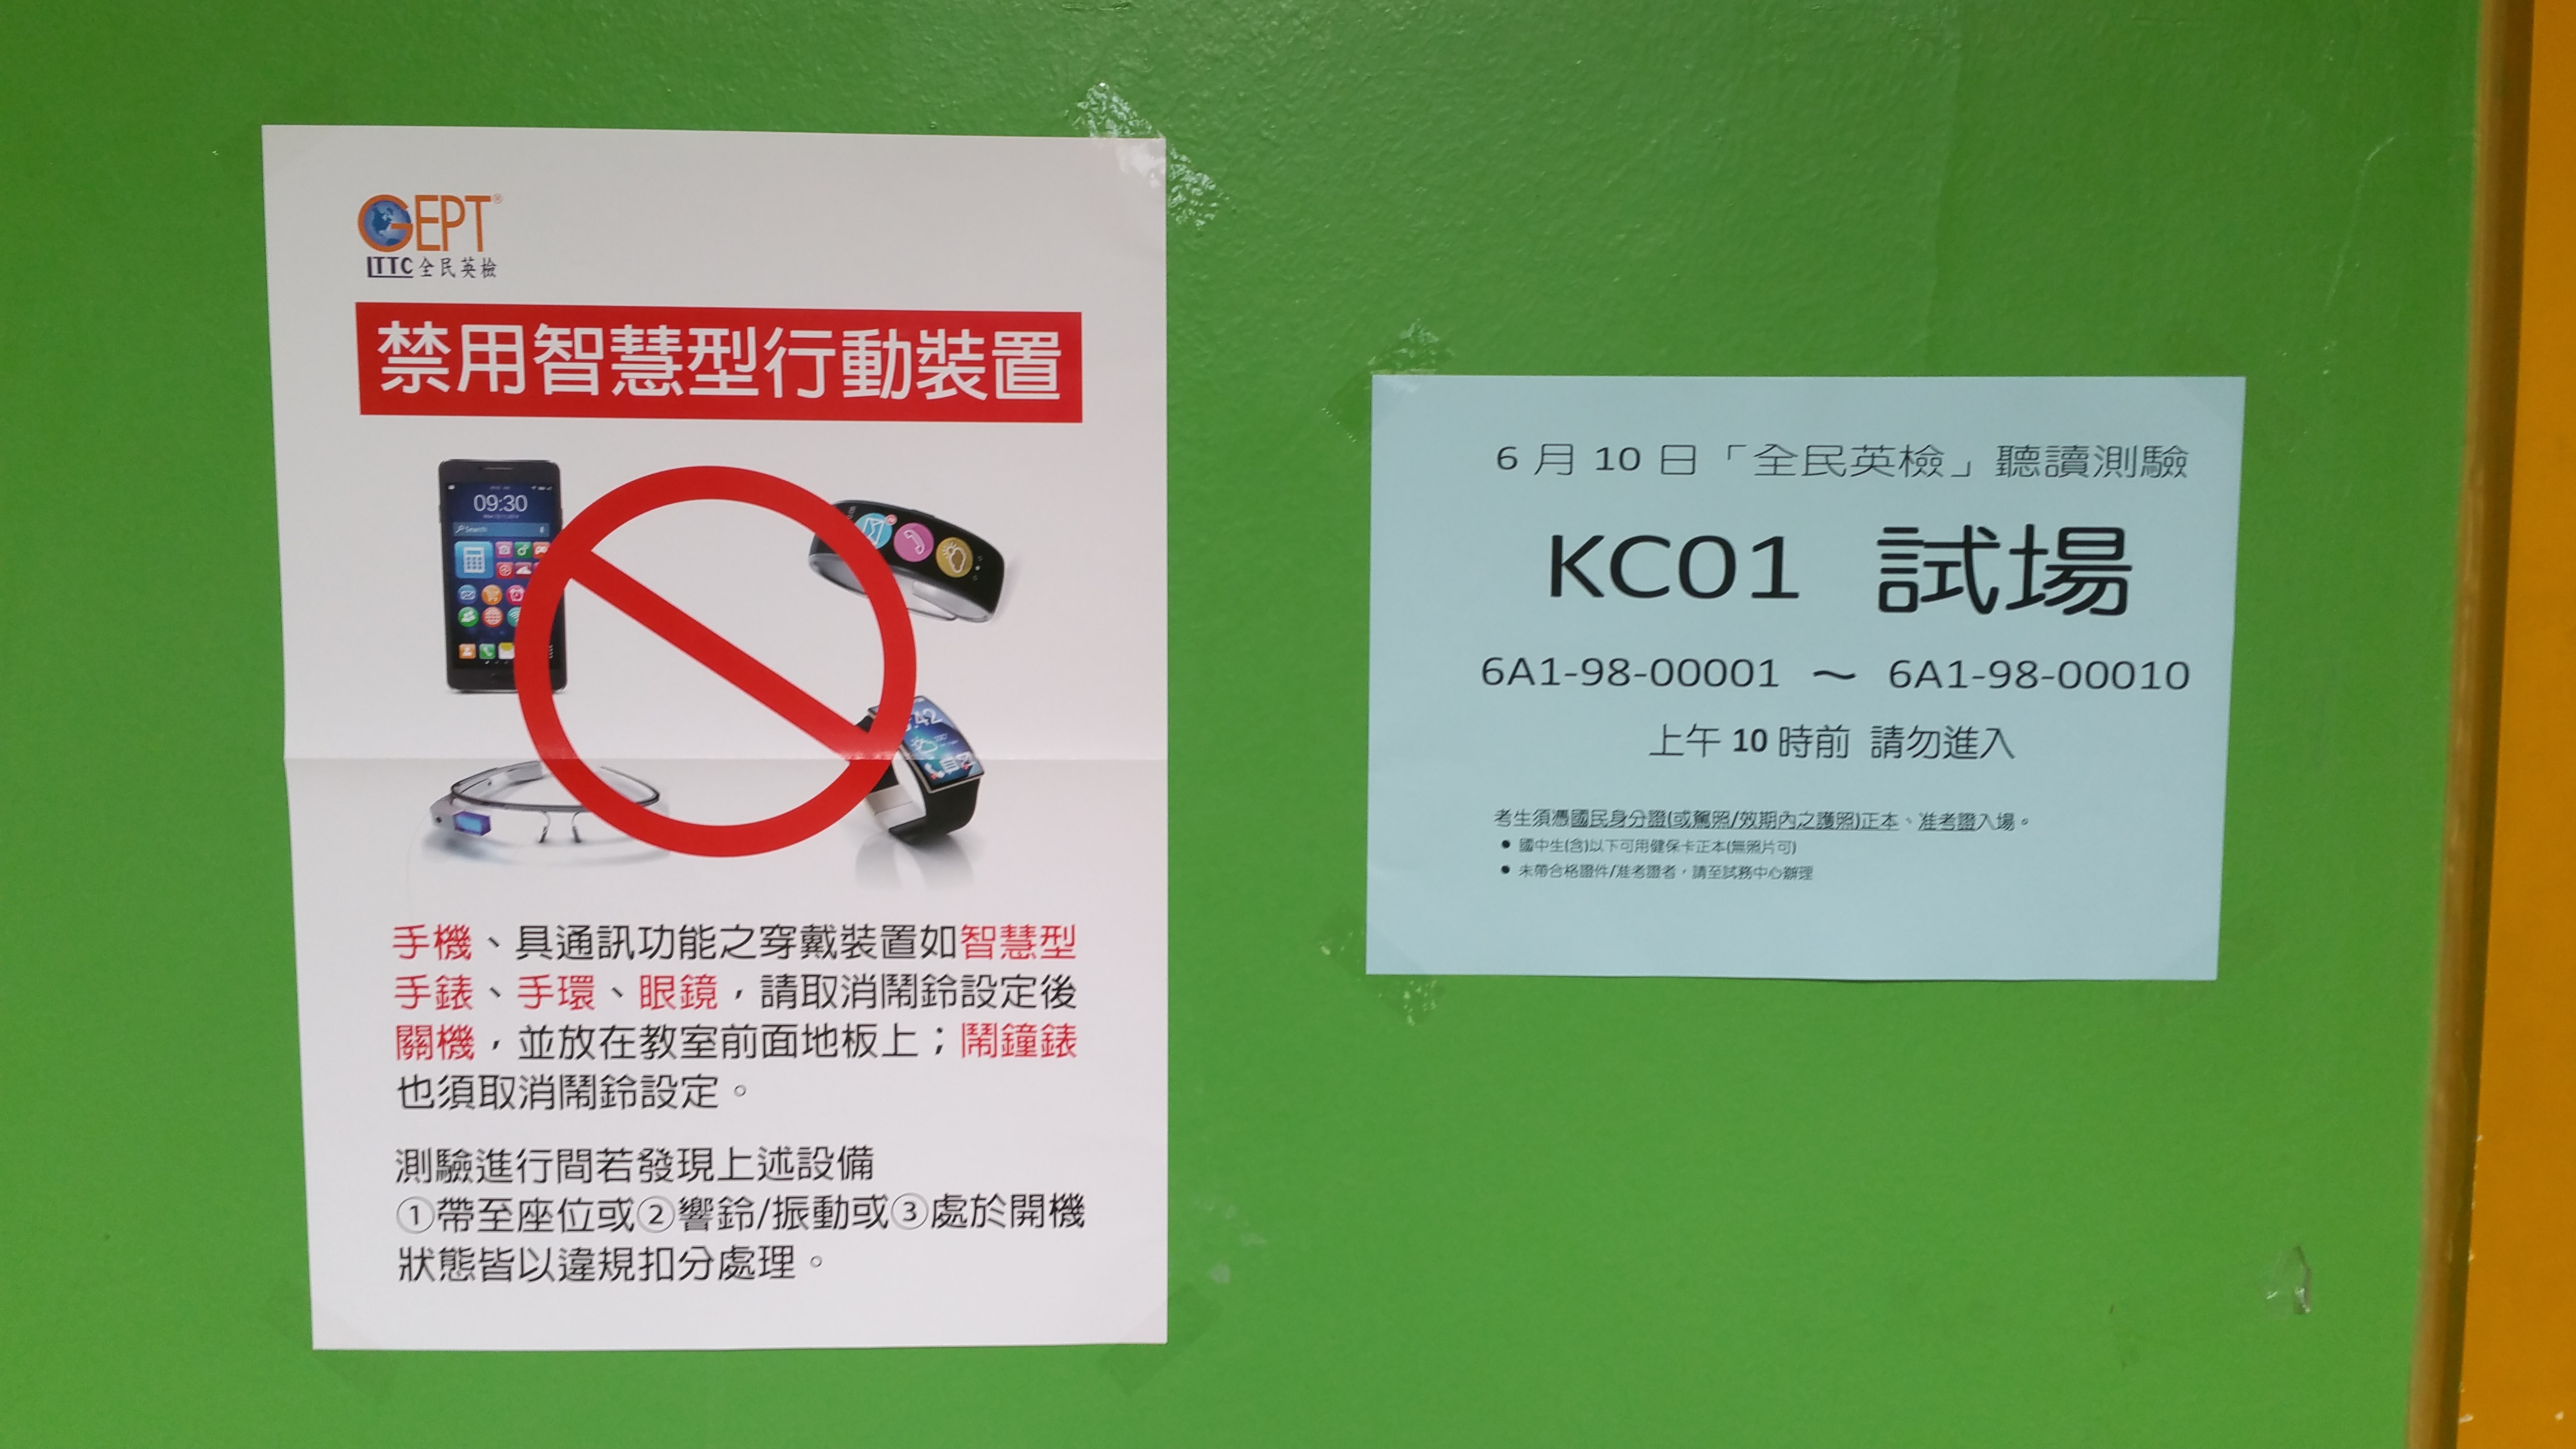 GEPT®
LTTC 全民英檢
禁用智慧型行動裝置
09:30
Search
手機、具通訊功能之穿戴裝置如智慧型
手錶、手環、眼鏡，請取消鬧鈴設定後
關機，並放在教室前面地板上；鬧鐘錶
也須取消鬧鈴設定。
測驗進行間若發現上述設備
①帶至座位或②響鈴/振動或③處於開機
狀態皆以違規扣分處理。
6 月 10 日「全民英檢」聽讀測驗
KC01 試場
6A1-98-00001 ～ 6A1-98-00010
上午 10 時前 請勿進入
考生須憑國民身分證(或駕照/效期內之護照)正本、准考證入場。
● 國中生(含)以下可用健保卡正本(無照片可)
● 未帶合格證件/准考證者，請至試務中心辦理